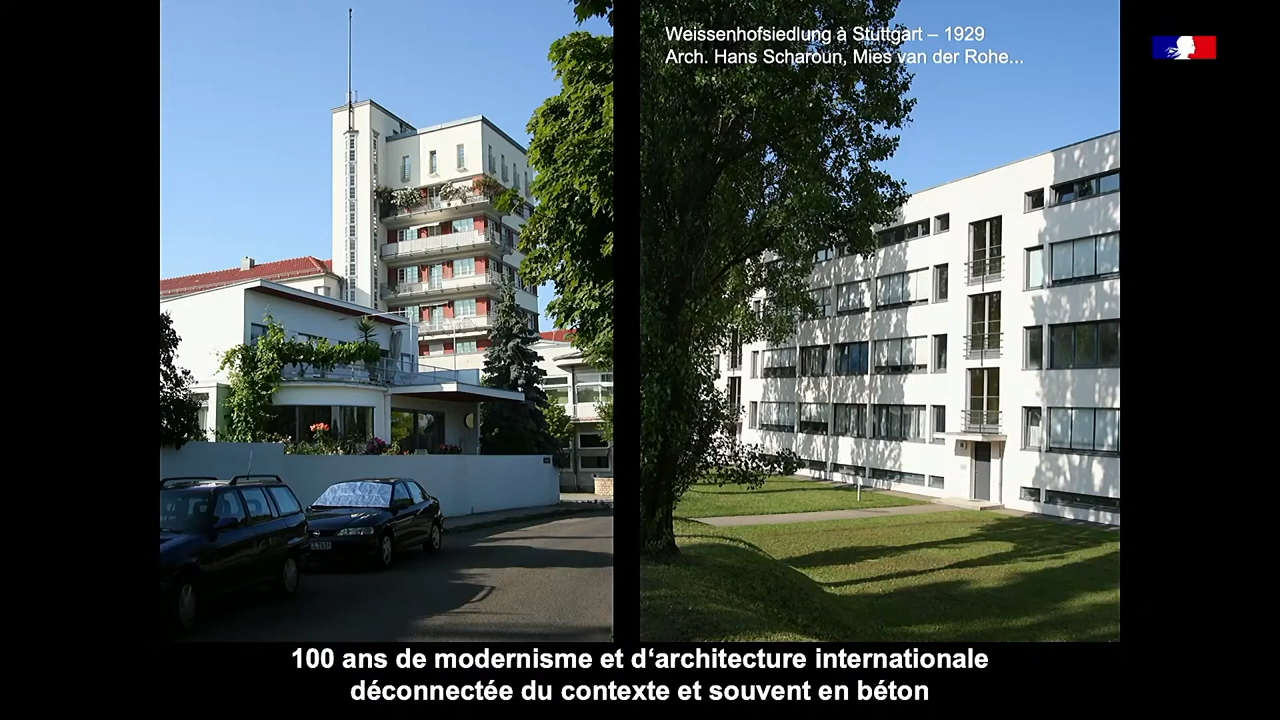 Weissenhofsiedlung à Stuttgart – 1929
Arch. Hans Scharoun, Mies van der Rohe...
100 ans de modernisme et d‘architecture internationale
déconnectée du contexte et souvent en béton